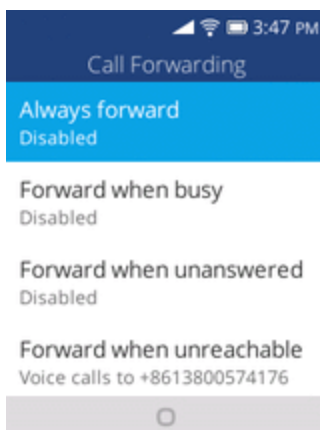 3:47 PM
Call Forwarding
Always forward
Disabled
Forward when busy
Disabled
Forward when unanswered
Disabled
Forward when unreachable
Voice calls to +8613800574176